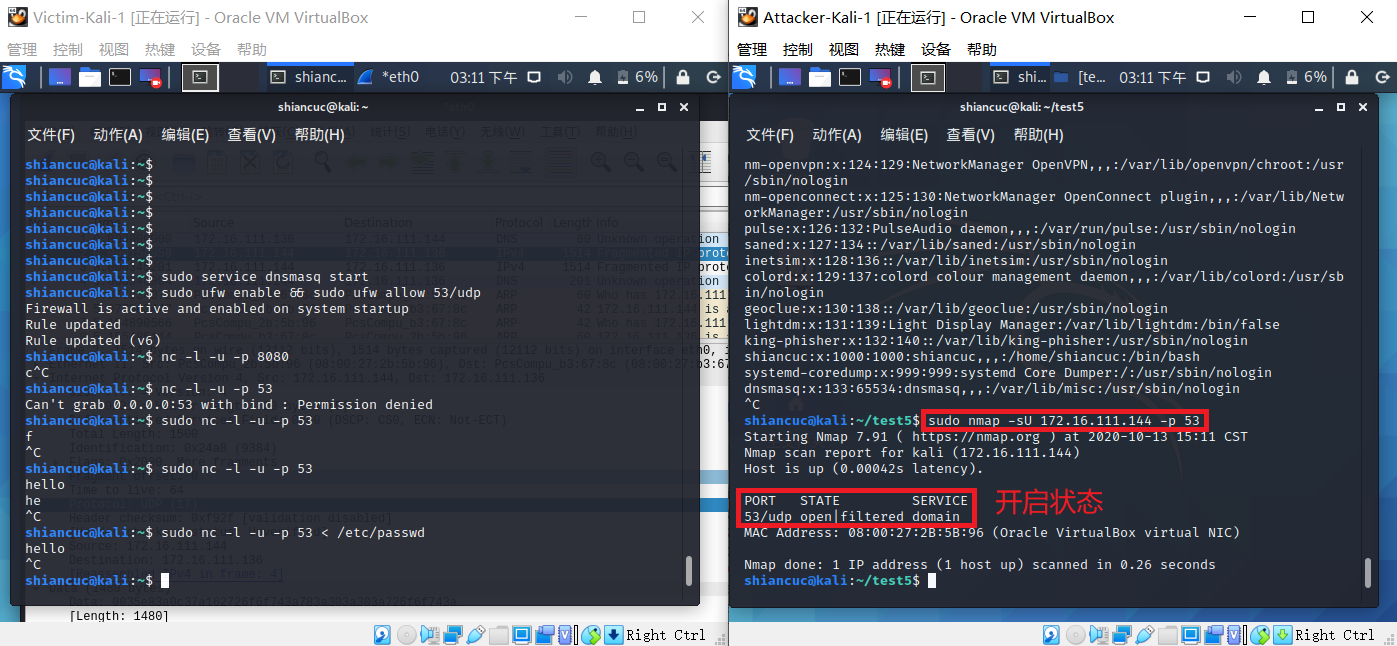 Victim-Kali-1 [正在运行] - Oracle VM VirtualBox
管理 控制 视图 热键 设备 帮助
shianc... *eth0 03:11 下午 6%
shiancuc@kali: ~
文件(F) 动作(A) 编辑(E) 查看(V) 帮助(H)
shiancuc@kali:~$
shiancuc@kali:~$
shiancuc@kali:~$
shiancuc@kali:~$
shiancuc@kali:~$
shiancuc@kali:~$
shiancuc@kali:~$
shiancuc@kali:~$ sudo service dnsmasq start
shiancuc@kali:~$ sudo ufw enable && sudo ufw allow 53/udp
Firewall is active and enabled on system startup
Rule updated
Rule updated (v6)
shiancuc@kali:~$ nc -l -u -p 8080
c^C
shiancuc@kali:~$ nc -l -u -p 53
Can't grab 0.0.0.0:53 with bind : Permission denied
shiancuc@kali:~$ sudo nc -l -u -p 53
f
^C
shiancuc@kali:~$ sudo nc -l -u -p 53
hello
he
^C
shiancuc@kali:~$ sudo nc -l -u -p 53 < /etc/passwd
hello
^C
shiancuc@kali:~$
[Length: 1480]
Right Ctrl
Attacker-Kali-1 [正在运行] - Oracle VM VirtualBox
管理 控制 视图 热键 设备 帮助
shi... [te... 03:11 下午 6%
shiancuc@kali: ~/test5
文件(F) 动作(A) 编辑(E) 查看(V) 帮助(H)
nm-openvpn:x:124:129:NetworkManager OpenVPN,,,:/var/lib/openvpn/chroot:/usr
/sbin/nologin
nm-openconnect:x:125:130:NetworkManager OpenConnect plugin,,,:/var/lib/Netw
orkManager:/usr/sbin/nologin
pulse:x:126:132:PulseAudio daemon,,,:/var/run/pulse:/usr/sbin/nologin
saned:x:127:134::/var/lib/saned:/usr/sbin/nologin
inetsim:x:128:136::/var/lib/inetsim:/usr/sbin/nologin
colord:x:129:137:colord colour management daemon,,,:/var/lib/colord:/usr/sb
in/nologin
geoclue:x:130:138::/var/lib/geoclue:/usr/sbin/nologin
lightdm:x:131:139:Light Display Manager:/var/lib/lightdm:/bin/false
king-phisher:x:132:140::/var/lib/king-phisher:/usr/sbin/nologin
shiancuc:x:1000:1000:shiancuc,,,:/home/shiancuc:/bin/bash
systemd-coredump:x:999:999:systemd Core Dumper:/:/usr/sbin/nologin
dnsmasq:x:133:65534:dnsmasq,,,:/var/lib/misc:/usr/sbin/nologin
^C
shiancuc@kali:~/test5$ sudo nmap -sU 172.16.111.144 -p 53
Starting Nmap 7.91 ( https://nmap.org ) at 2020-10-13 15:11 CST
Nmap scan report for kali (172.16.111.144)
Host is up (0.00042s latency).
PORT STATE SERVICE
53/udp open|filtered domain
开启状态
MAC Address: 08:00:27:2B:5B:96 (Oracle VirtualBox virtual NIC)
Nmap done: 1 IP address (1 host up) scanned in 0.26 seconds
shiancuc@kali:~/test5$
Right Ctrl